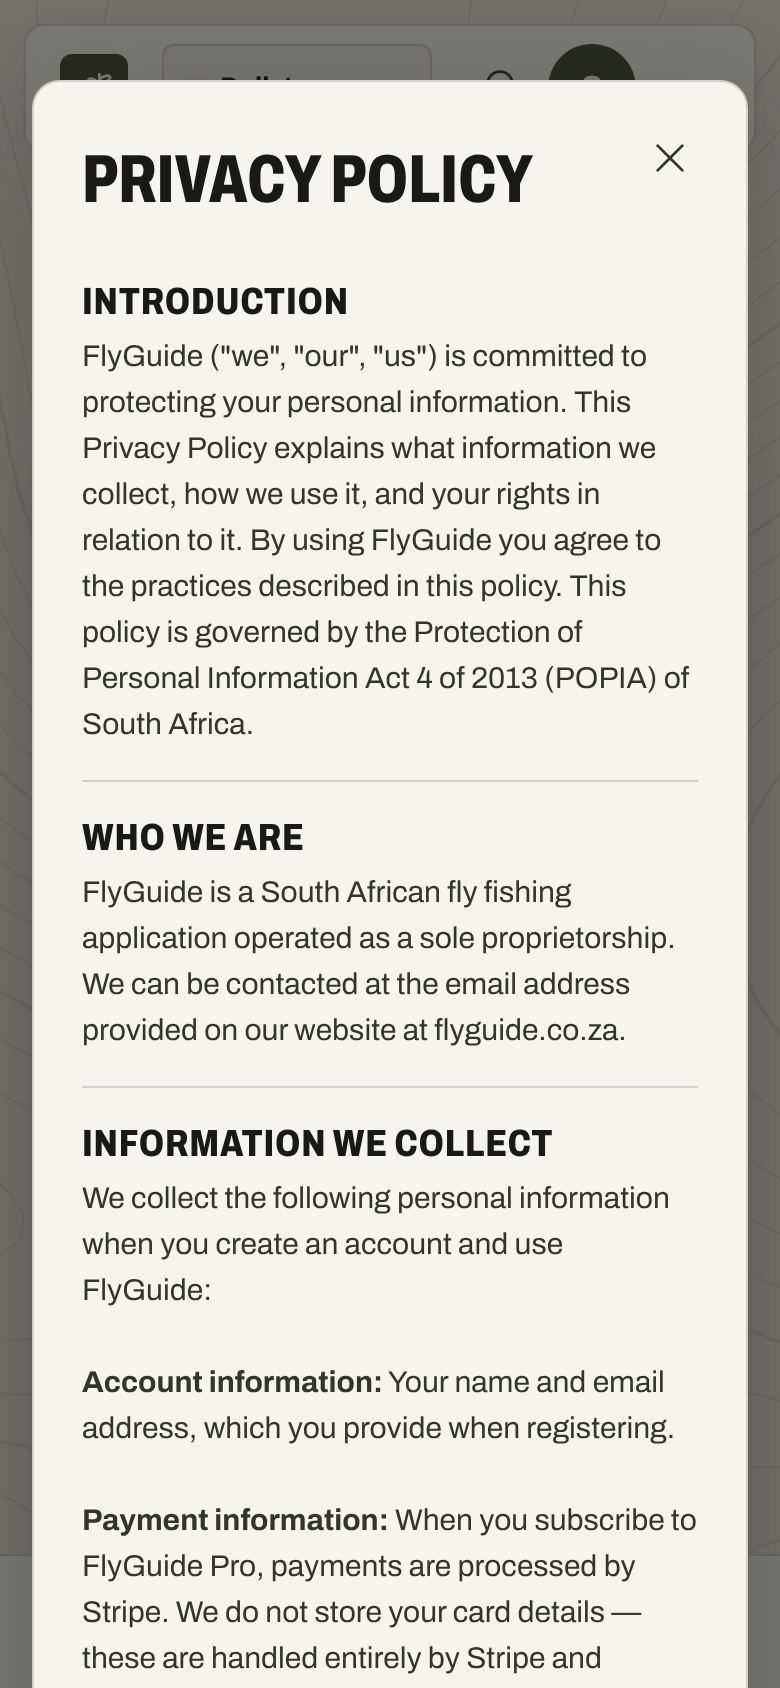 PRIVACY POLICY
INTRODUCTION
FlyGuide ("we", "our", "us") is committed to
protecting your personal information. This
Privacy Policy explains what information we
collect, how we use it, and your rights in
relation to it. By using FlyGuide you agree to
the practices described in this policy. This
policy is governed by the Protection of
Personal Information Act 4 of 2013 (POPIA) of
South Africa.
WHO WE ARE
FlyGuide is a South African fly fishing
application operated as a sole proprietorship.
We can be contacted at the email address
provided on our website at flyguide.co.za.
INFORMATION WE COLLECT
We collect the following personal information
when you create an account and use
FlyGuide:
Account information: Your name and email
address, which you provide when registering.
Payment information: When you subscribe to
FlyGuide Pro, payments are processed by
Stripe. We do not store your card details —
these are handled entirely by Stripe and